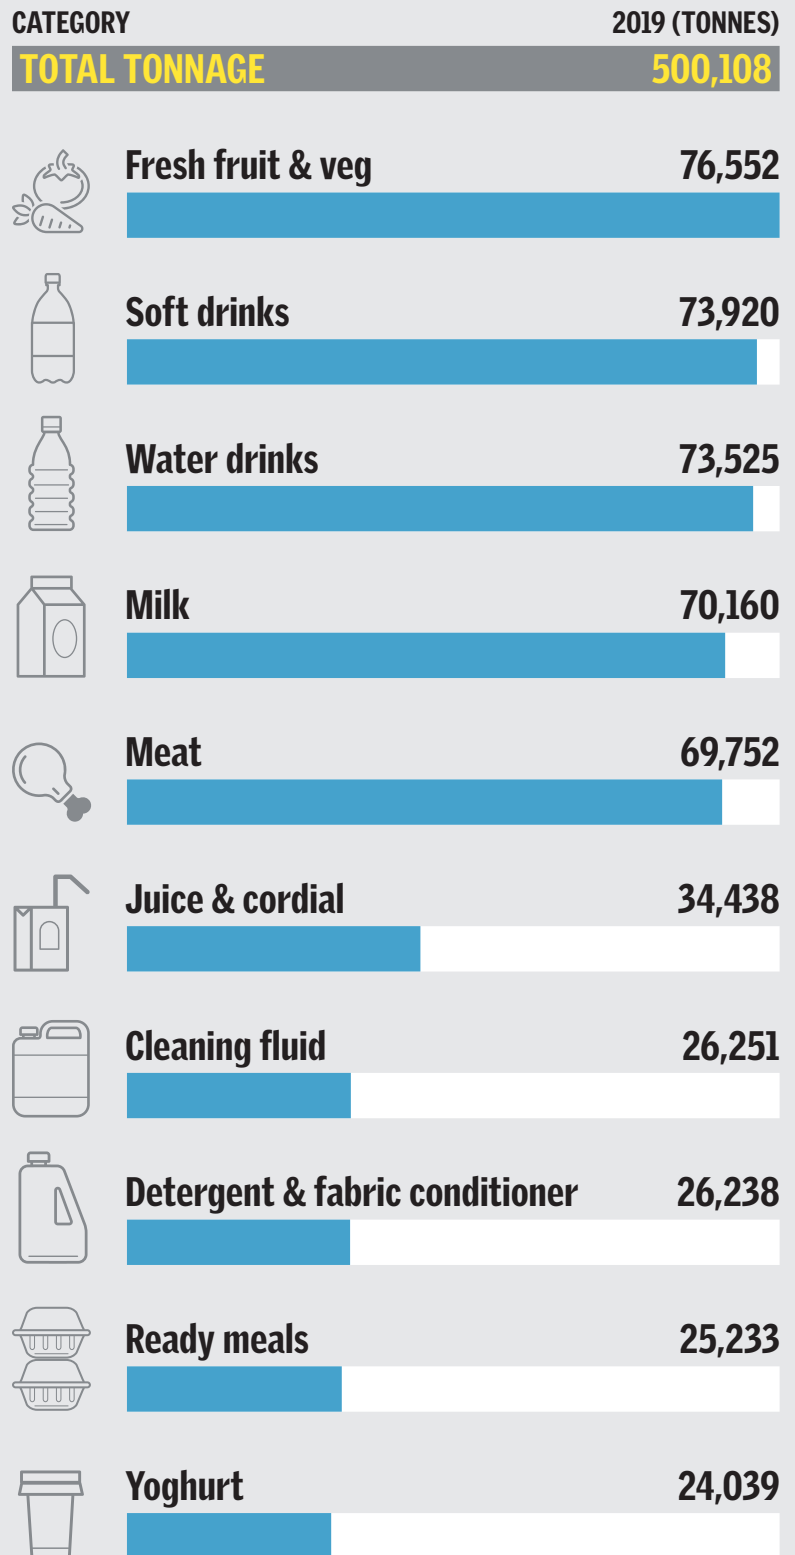 CATEGORY 2019 (TONNES)
TOTAL TONNAGE 500,108
Fresh fruit & veg 76,552
Soft drinks 73,920
Water drinks 73,525
Milk 70,160
Meat 69,752
Juice & cordial 34,438
Cleaning fluid 26,251
Detergent & fabric conditioner 26,238
Ready meals 25,233
Yoghurt 24,039